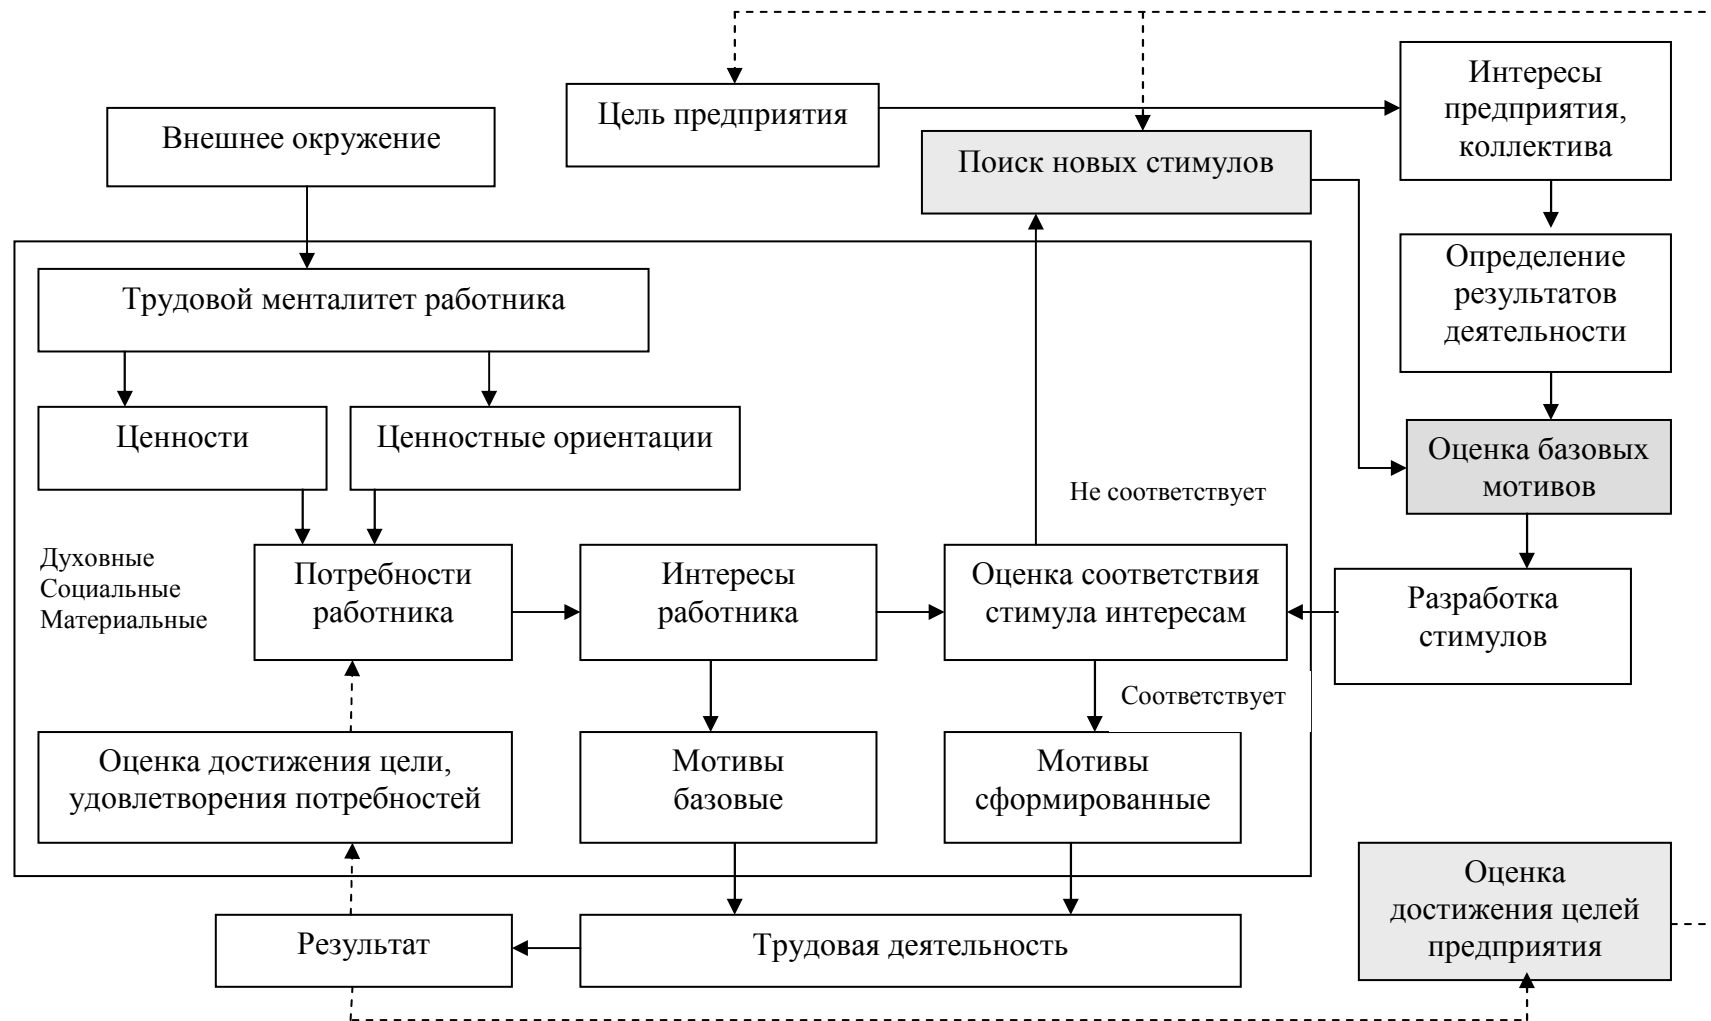 Интересы
предприятия,
коллектива
Цель предприятия
Внешнее окружение
Поиск новых стимулов
Определение
результатов
деятельности
Трудовой менталитет работника
Ценности
Ценностные ориентации
Оценка базовых
мотивов
Не соответствует
Духовные
Социальные
Материальные
Потребности
работника
Интересы
работника
Оценка соответствия
стимула интересам
Разработка
стимулов
Соответствует
Оценка достижения цели,
удовлетворения потребностей
Мотивы
базовые
Мотивы
сформированные
Оценка
достижения целей
предприятия
Результат
Трудовая деятельность